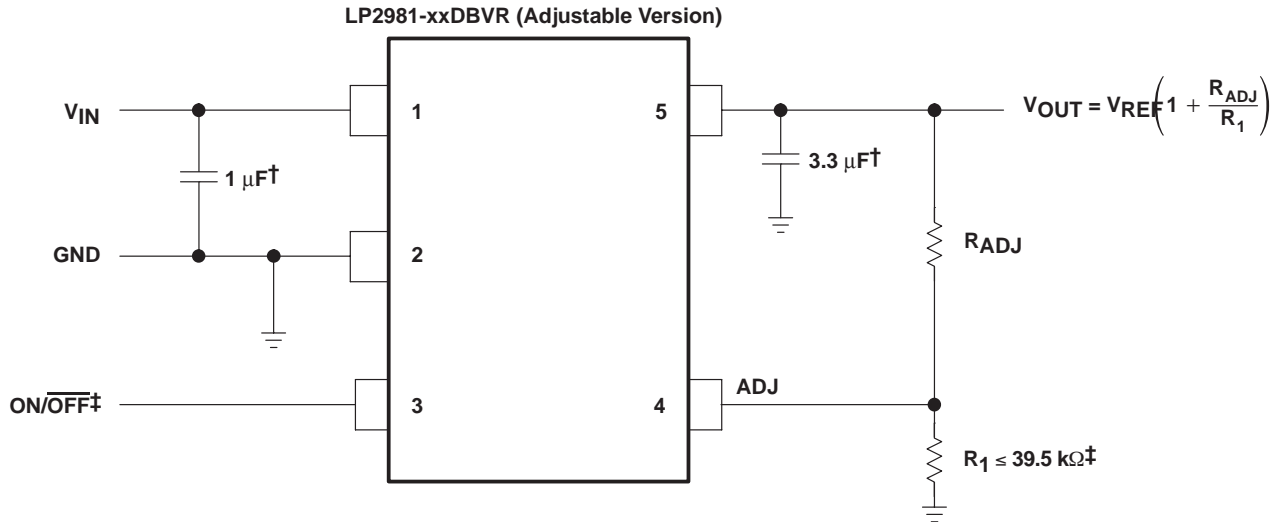 LP2981-xxDBVR (Adjustable Version)
VIN
1
5
VOUT = VREF(1 + RADJ/R1)
1 μF†
3.3 μF†
GND
2
RADJ
ON/O̅F̅F̅‡
3
4
ADJ
R1 ≤ 39.5 kΩ‡